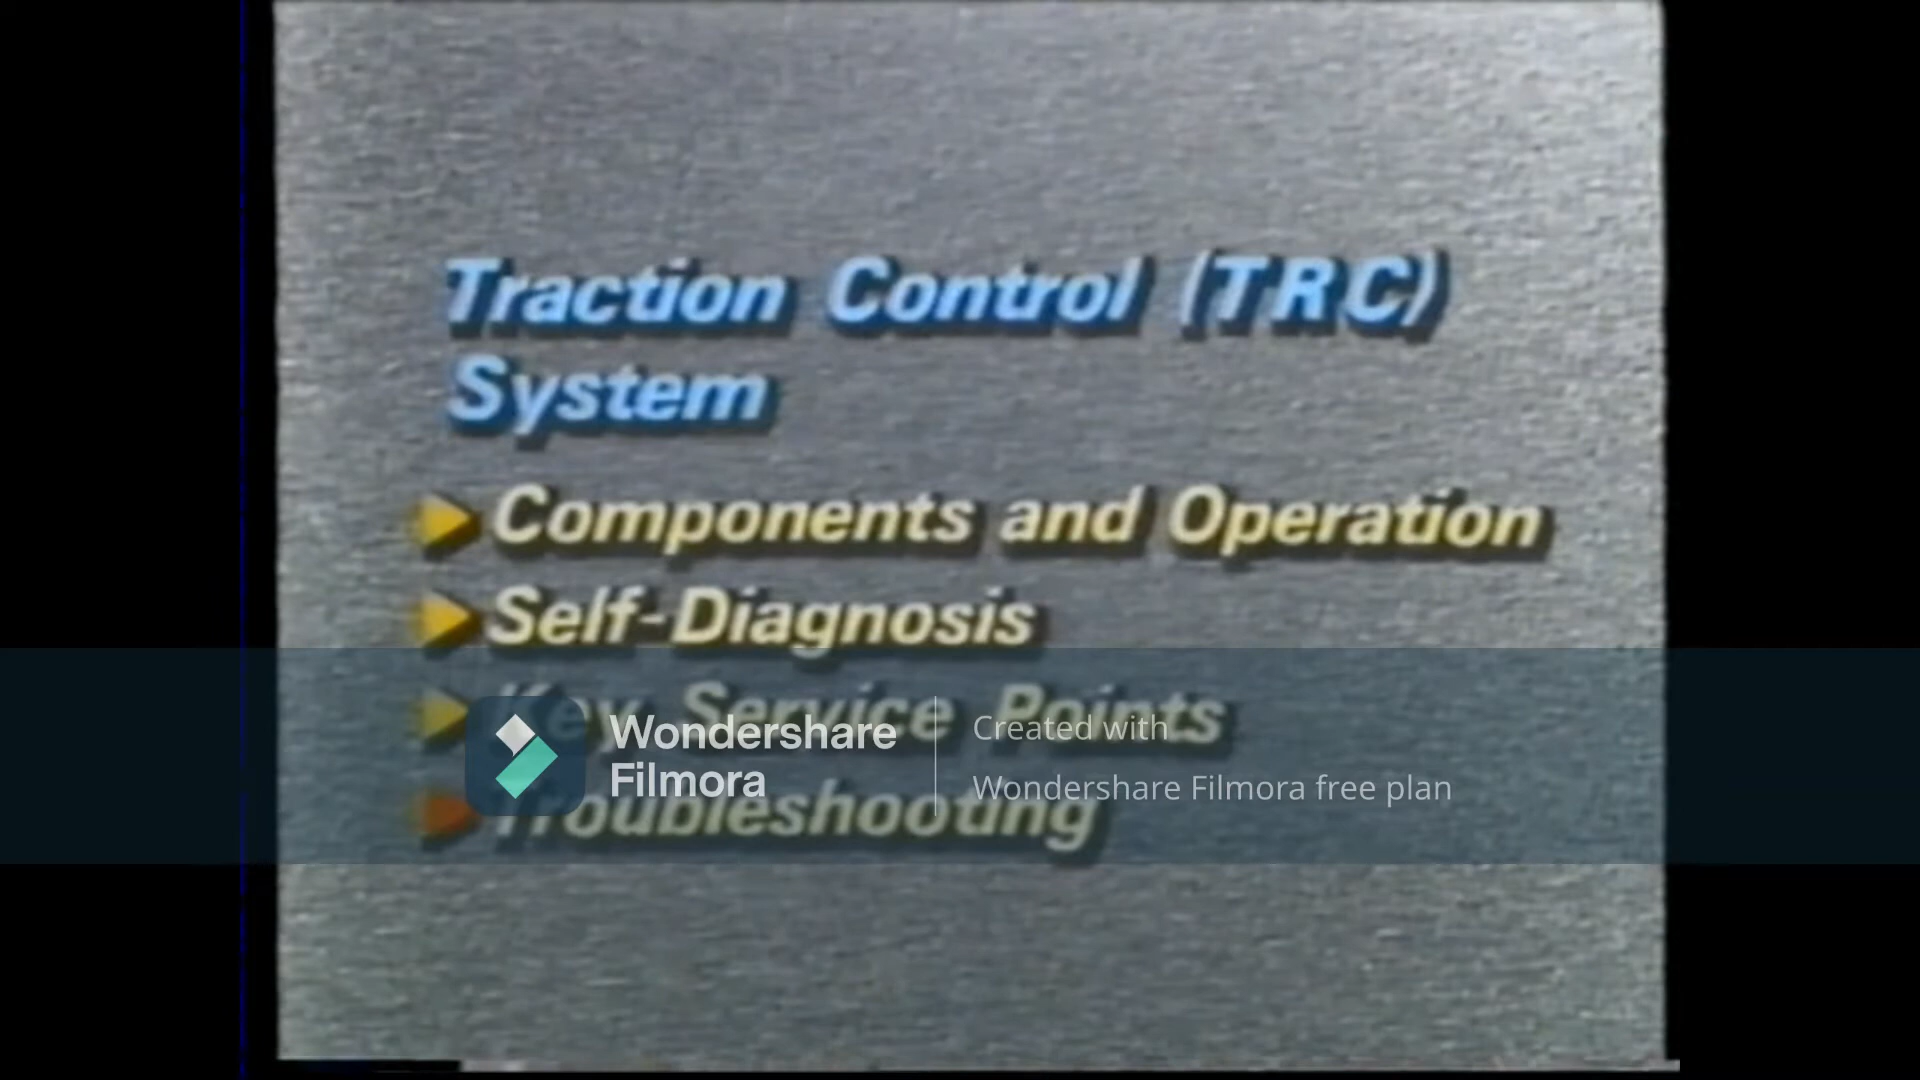 Traction Control (TRC)
System
Components and Operation
Self-Diagnosis
Key Service Points
Troubleshooting
Wondershare
Filmora
Created with
Wondershare Filmora free plan